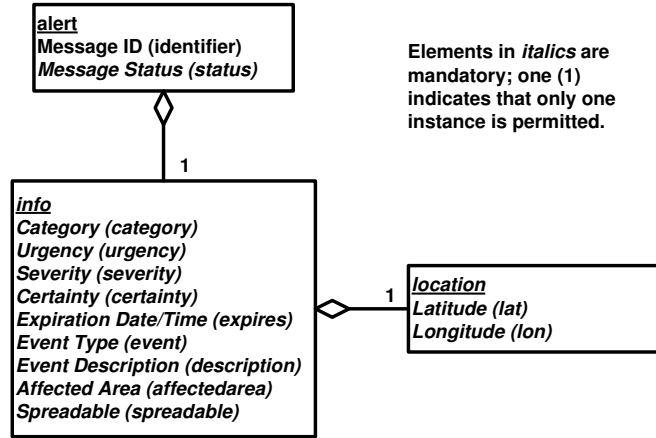 alert
Message ID (identifier)
Message Status (status)
Elements in italics are
mandatory; one (1)
indicates that only one
instance is permitted.
1
info
Category (category)
Urgency (urgency)
Severity (severity)
Certainty (certainty)
Expiration Date/Time (expires)
Event Type (event)
Event Description (description)
Affected Area (affectedarea)
Spreadable (spreadable)
1
location
Latitude (lat)
Longitude (lon)